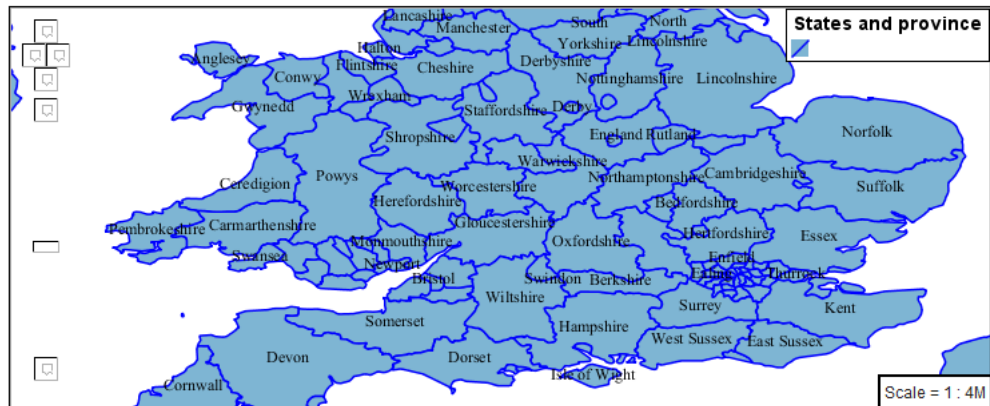 Lancashire
Manchester
South
North
States and province
Halton
Yorkshire
Lincolnshire
Anglesey
Flintshire
Cheshire
Derbyshire
Conwy
Nottinghamshire
Lincolnshire
Wrexham
Gwynedd
Staffordshire
Derby
Shropshire
England
Rutland
Norfolk
Warwickshire
Powys
Northamptonshire
Cambridgeshire
Ceredigion
Worcestershire
Suffolk
Herefordshire
Bedfordshire
Pembrokeshire
Carmarthenshire
Gloucestershire
Hertfordshire
Essex
Monmouthshire
Oxfordshire
Swansea
Newport
Enfield
Bristol
Swindon
Berkshire
Thurrock
Wiltshire
Surrey
Kent
Somerset
Hampshire
West Sussex
East Sussex
Devon
Dorset
Isle of Wight
Cornwall
Scale = 1 : 4M